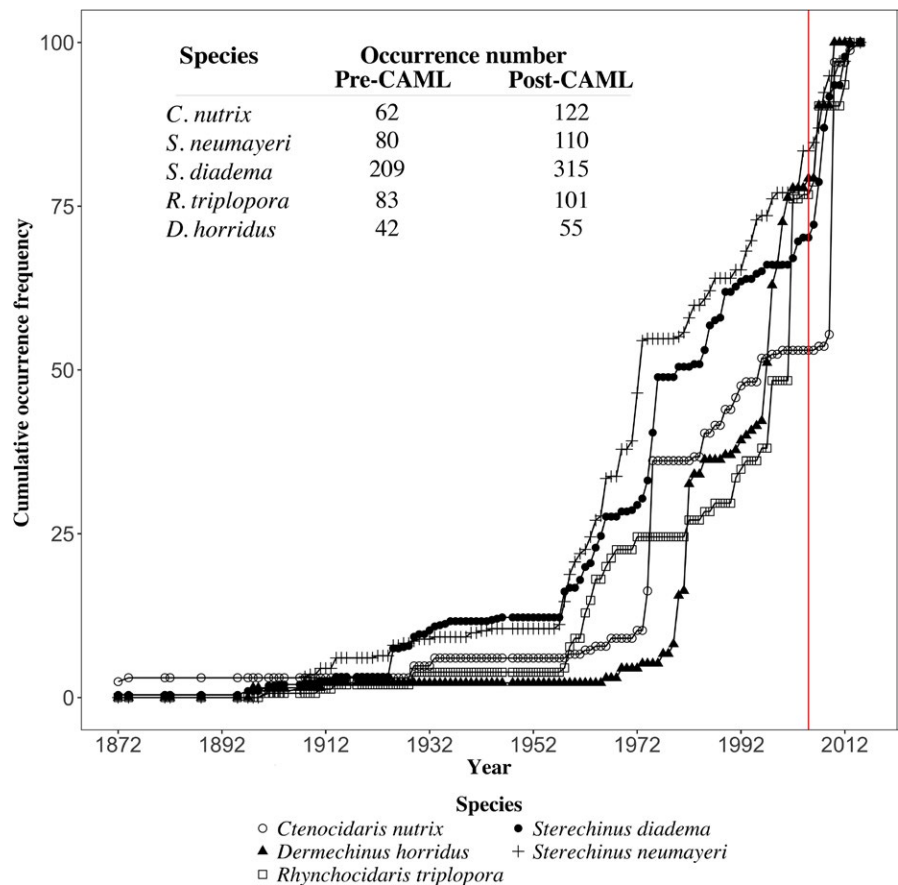 Species Occurrence number
Pre-CAML Post-CAML
C. nutrix 62 122
S. neumayeri 80 110
S. diadema 209 315
R. triplopora 83 101
D. horridus 42 55
Cumulative occurrence frequency
100
75
50
25
0
1872 1892 1912 1932 1952 1972 1992 2012
Year
Species
Ctenocidaris nutrix Sterechinus diadema
Dermechinus horridus Sterechinus neumayeri
Rhynchocidaris triplopora